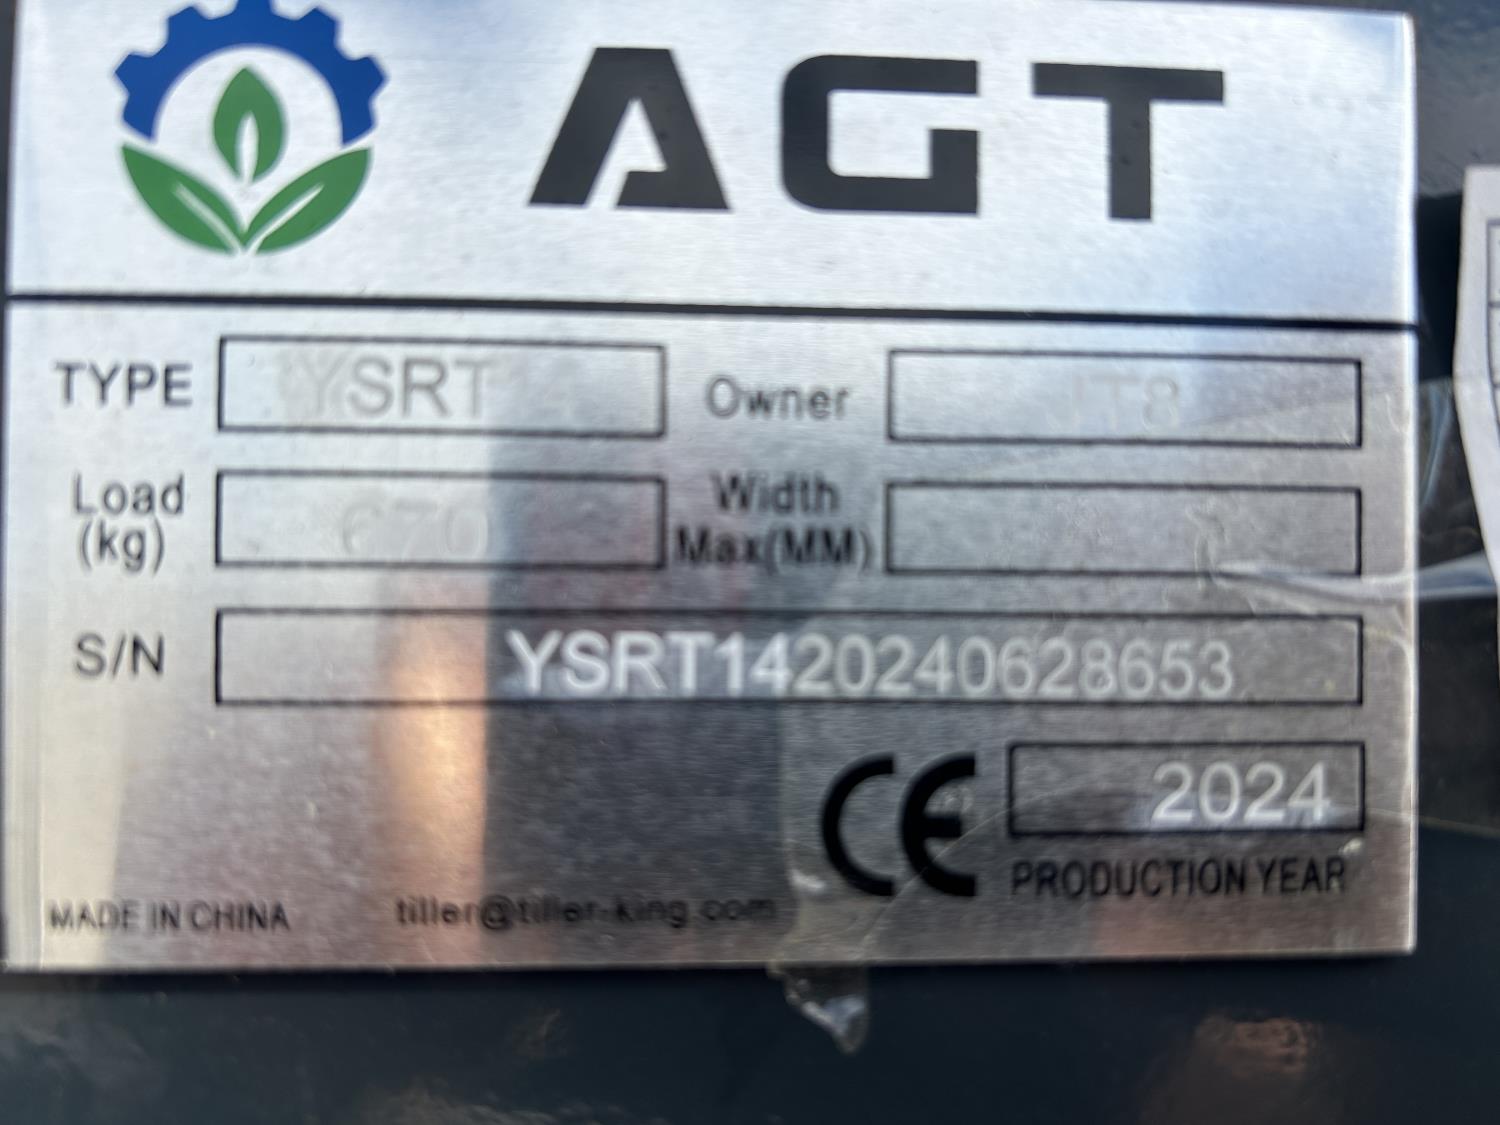 AGT
TYPE YSRT Owner JT8
Load (kg) 670 Width Max(MM)
S/N YSRT1420240628653
CE 2024
PRODUCTION YEAR
MADE IN CHINA tiller@tiller-king.com